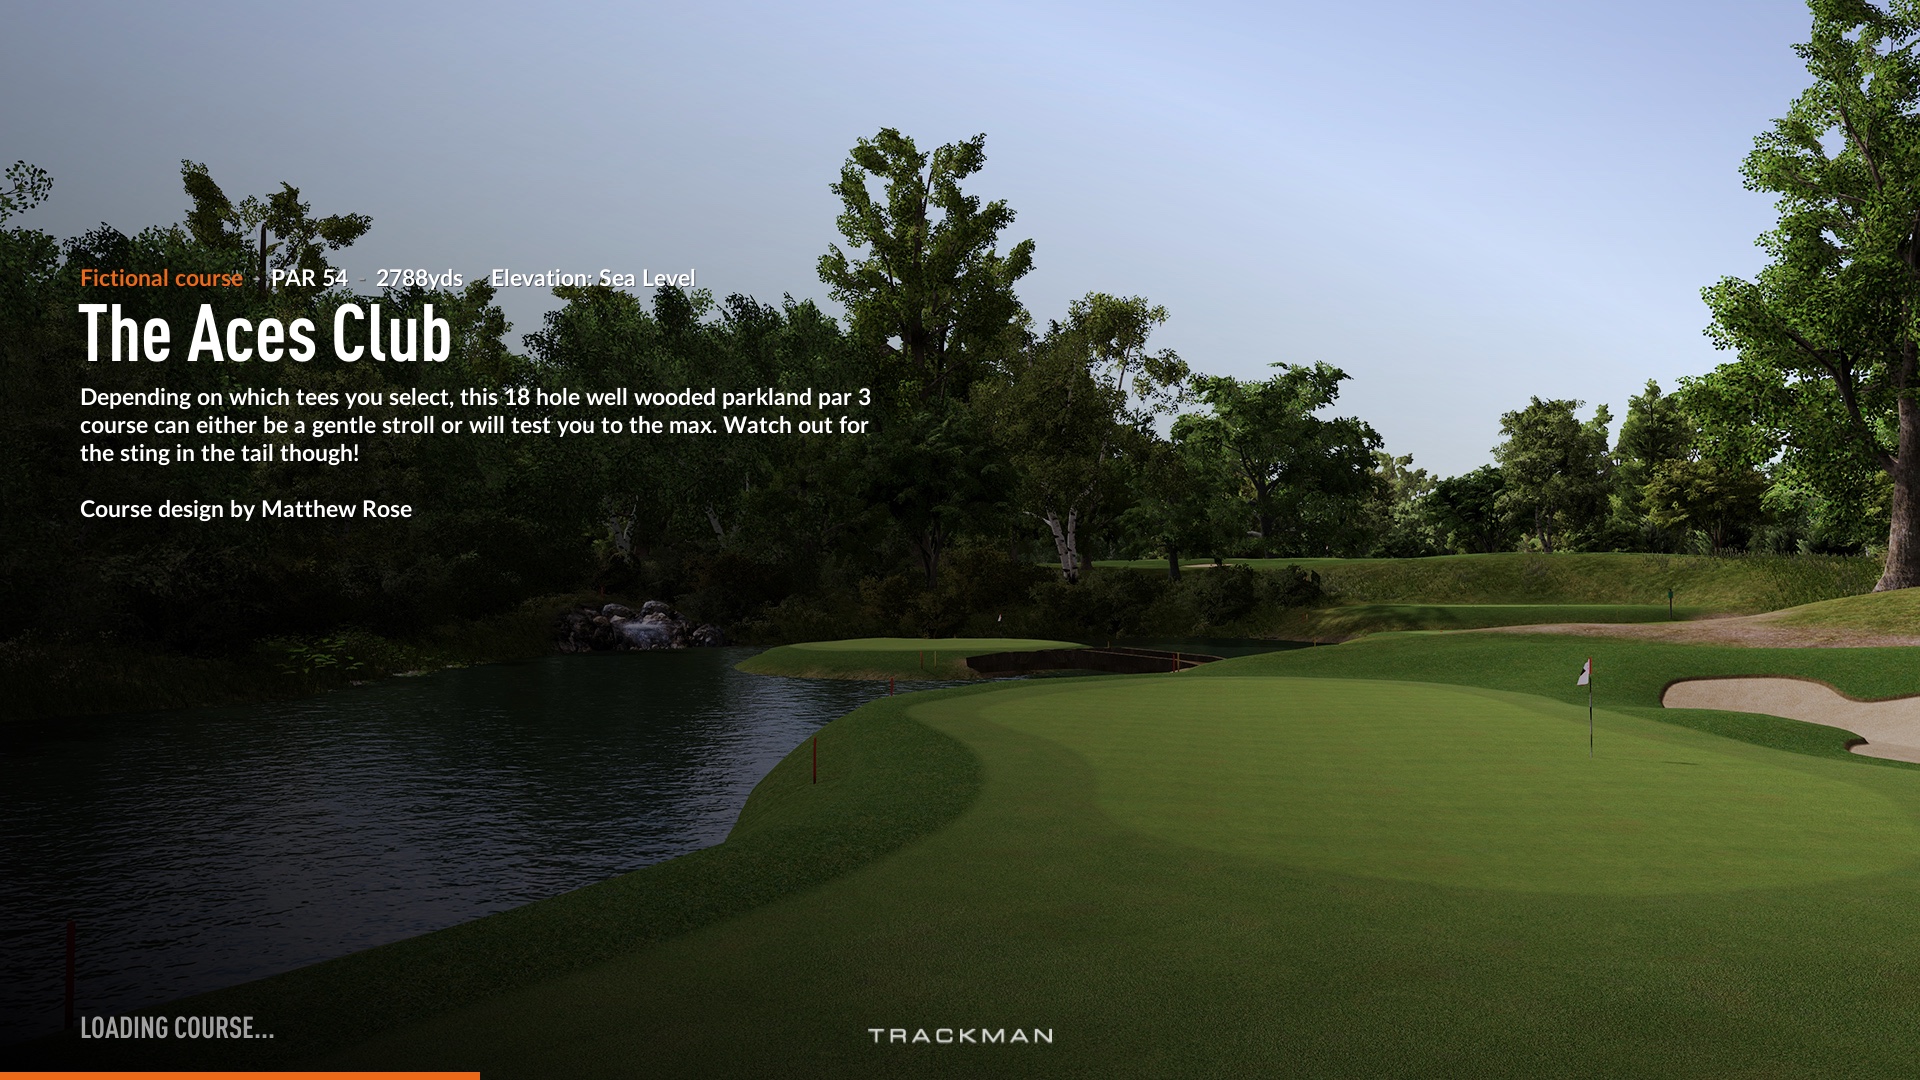 Fictional course - PAR 54 - 2788yds Elevation: Sea Level
The Aces Club
Depending on which tees you select, this 18 hole well wooded parkland par 3
course can either be a gentle stroll or will test you to the max. Watch out for
the sting in the tail though!
Course design by Matthew Rose
LOADING COURSE...
TRACKMAN